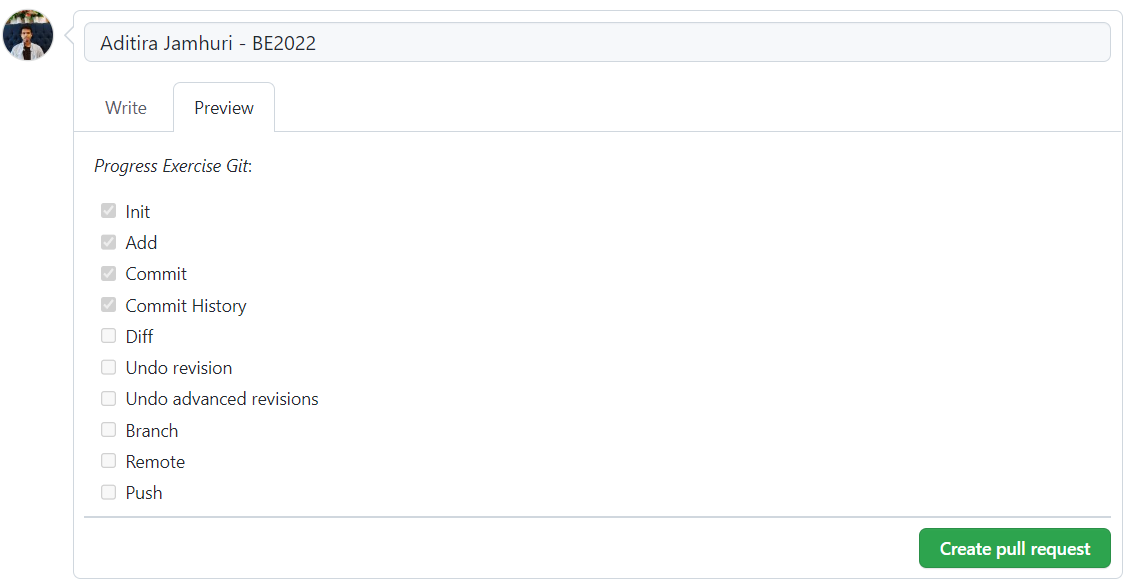 Aditira Jamhuri - BE2022
Write Preview
Progress Exercise Git:
Init
Add
Commit
Commit History
Diff
Undo revision
Undo advanced revisions
Branch
Remote
Push
Create pull request